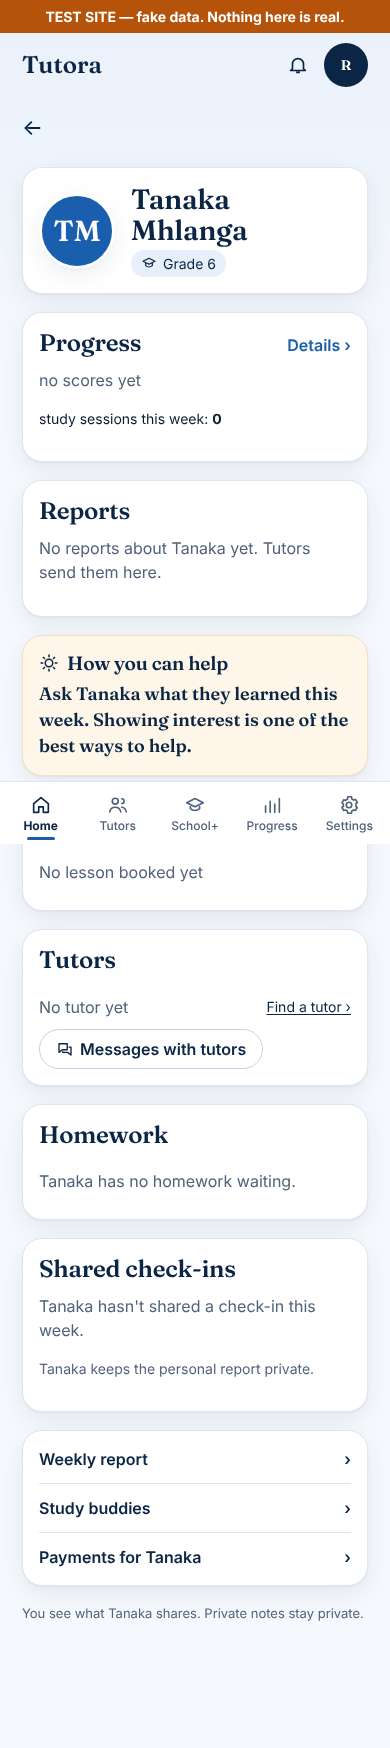 TEST SITE — fake data. Nothing here is real.
Tutora
R
TM
Tanaka
Mhlanga
Grade 6
Progress
Details ›
no scores yet
study sessions this week: 0
Reports
No reports about Tanaka yet. Tutors
send them here.
How you can help
Ask Tanaka what they learned this
week. Showing interest is one of the
best ways to help.
Home
Tutors
School+
Progress
Settings
No lesson booked yet
Tutors
No tutor yet
Find a tutor ›
Messages with tutors
Homework
Tanaka has no homework waiting.
Shared check-ins
Tanaka hasn't shared a check-in this
week.
Tanaka keeps the personal report private.
Weekly report ›
Study buddies ›
Payments for Tanaka ›
You see what Tanaka shares. Private notes stay private.